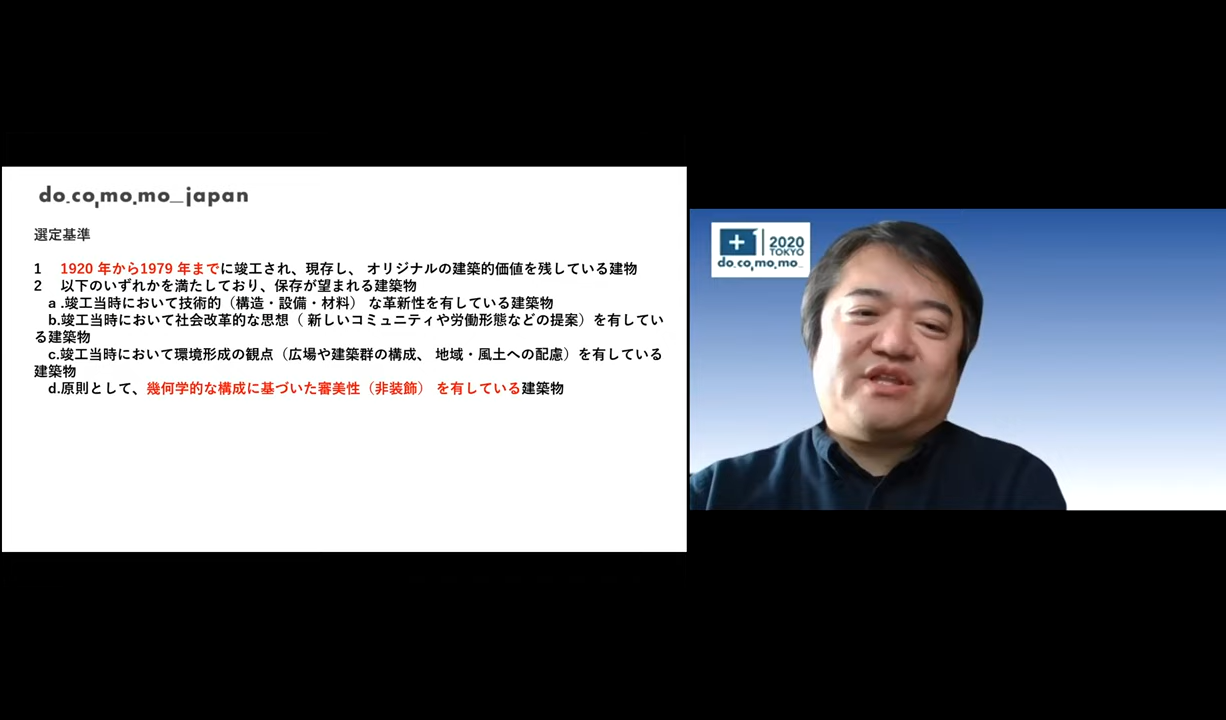 do.co,mo.mo_japan
選定基準
1 1920 年から1979 年までに竣工され、現存し、 オリジナルの建築的価値を残している建物
2 以下のいずれかを満たしており、保存が望まれる建築物
a .竣工当時において技術的（構造・設備・材料） な革新性を有している建築物
b.竣工当時において社会改革的な思想（ 新しいコミュニティや労働形態などの提案）を有してい
る建築物
c.竣工当時において環境形成の観点（広場や建築群の構成、 地域・風土への配慮）を有している
建築物
d.原則として、幾何学的な構成に基づいた審美性（非装飾） を有している建築物
+1 2020
TOKYO
do.co,mo.mo_